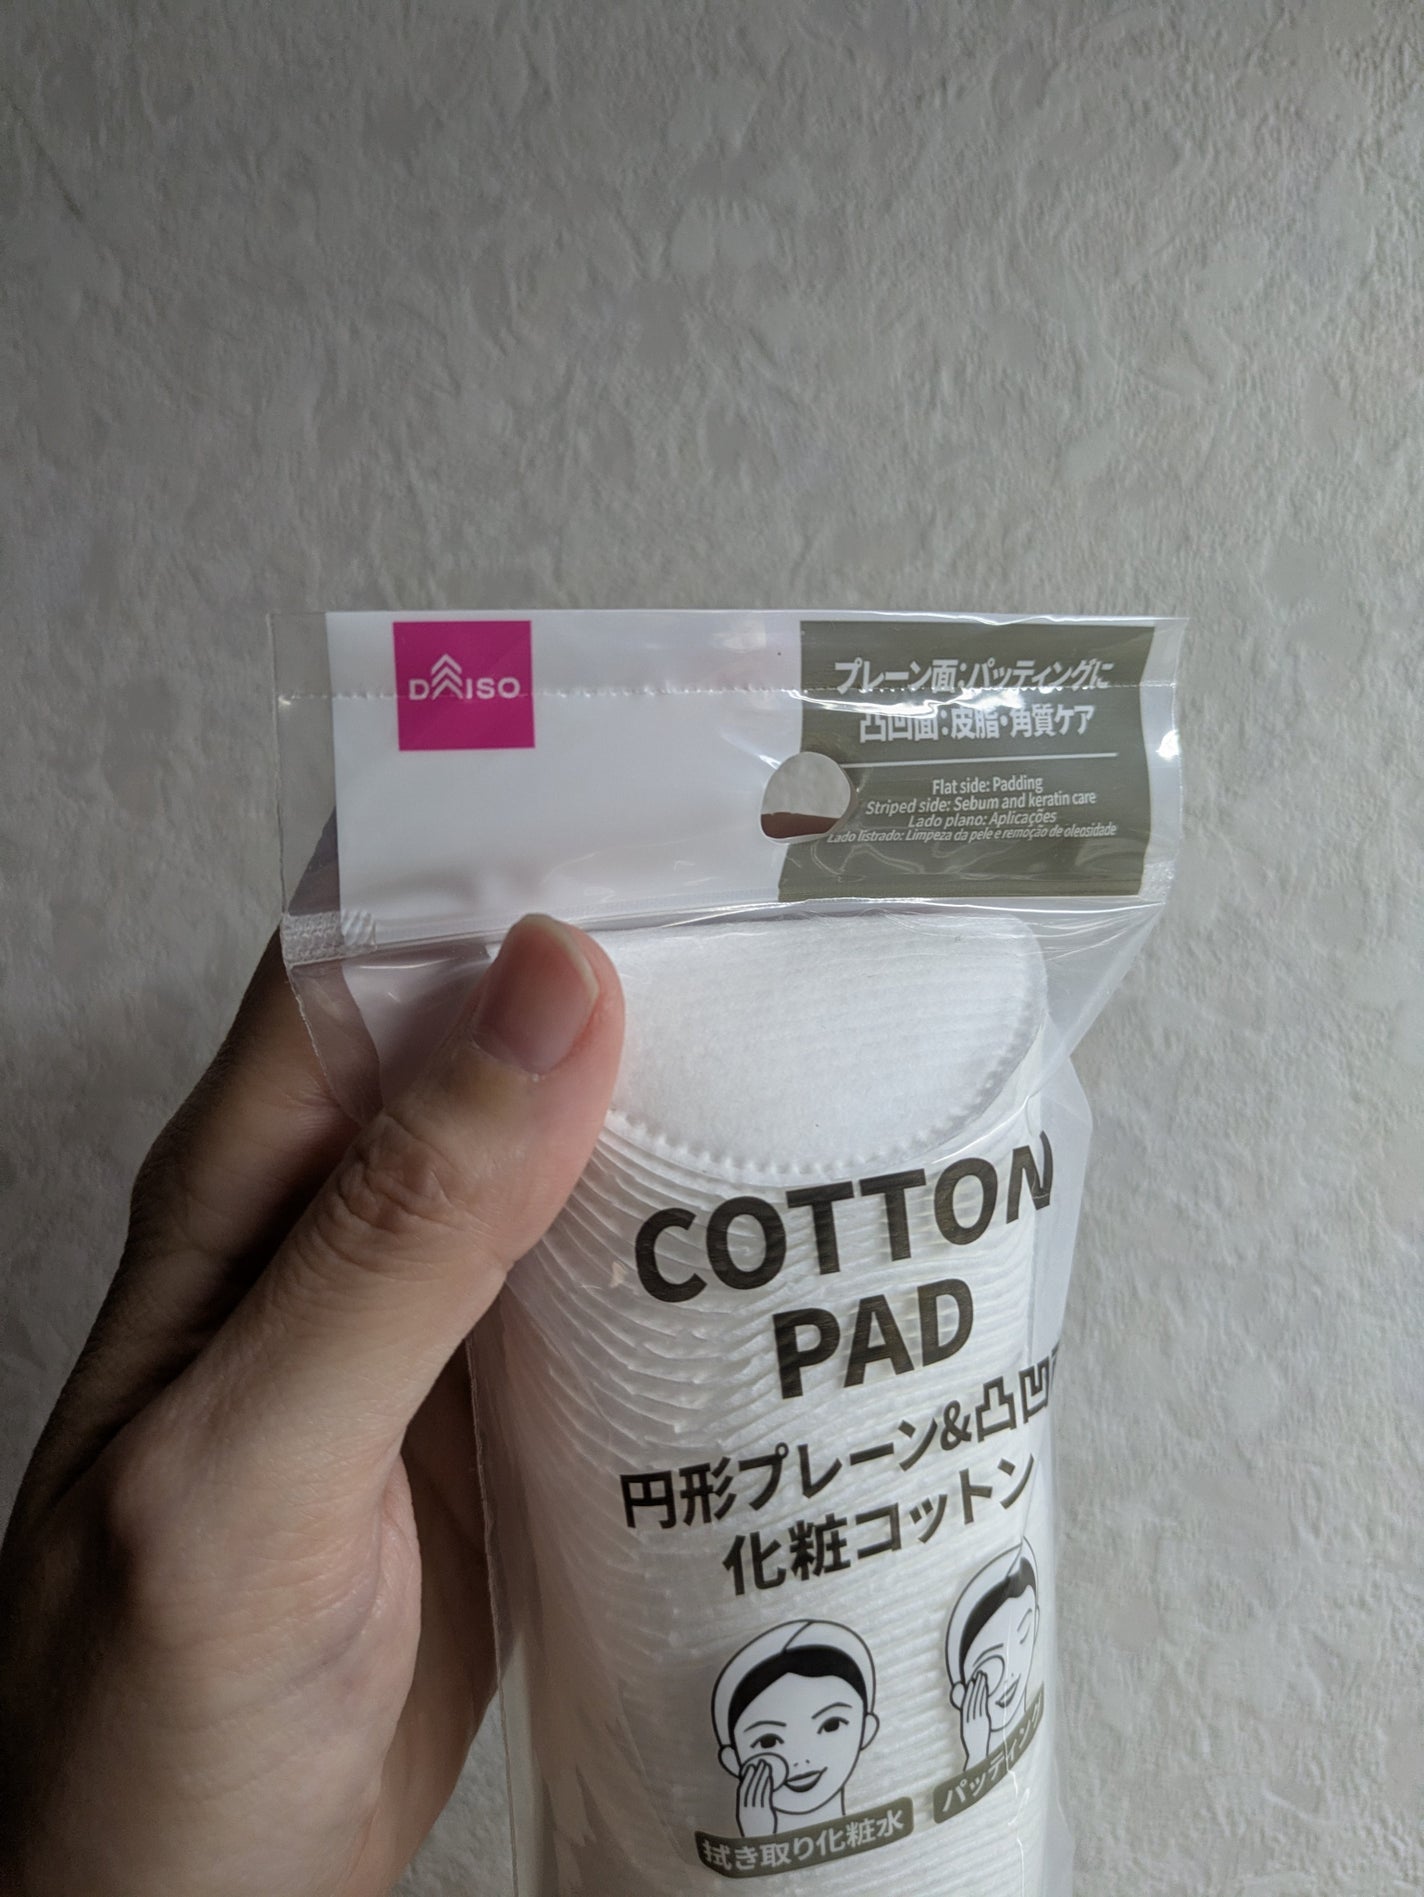 DAISO
プレーン面:パッティングに
凸凹面:皮脂・角質ケア
Flat side: Padding
Striped side: Sebum and keratin care
Lado plano: Aplicações
Lado listrado: Limpeza da pele e remoção de oleosidade
COTTON
PAD
円形プレーン&凸凹
化粧コットン
拭き取り化粧水
パッティング